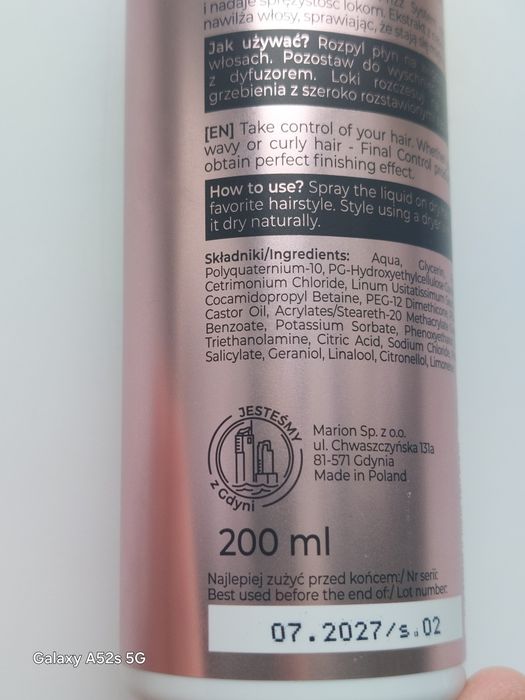 i nadaje sprężystość lokom. Ekstrakt z
nawilża włosy, sprawiając, że stają się
Jak używać? Rozpyl płyn na
włosach. Pozostaw do
z dyfuzorem. Loki
grzebienia z szeroko
[EN] Take control of your hair.
wavy or curly hair - Final Control
obtain perfect finishing effect.
How to use? Spray the liquid on
favorite hairstyle. Style using a
it dry naturally.
Składniki/Ingredients: Aqua,
Polyquaternium-10,
Cetrimonium Chloride, Linum Usitatissimum
Cocamidopropyl Betaine, PEG-12 Dimethicone,
Castor Oil, Acrylates/Steareth-20 Methacrylate
Benzoate, Potassium Sorbate,
Triethanolamine, Citric Acid, Sodium Chloride,
Salicylate, Geraniol, Linalool, Citronellol,
JESTEŚMY
z Gdyni
Marion Sp. z o.o.
ul. Chwaszczyńska 131a
81-571 Gdynia
Made in Poland
200 ml
Najlepiej zużyć przed końcem:/ Nr
Best used before the end of:/ Lot number:
07.2027/s.02
Galaxy A52s 5G